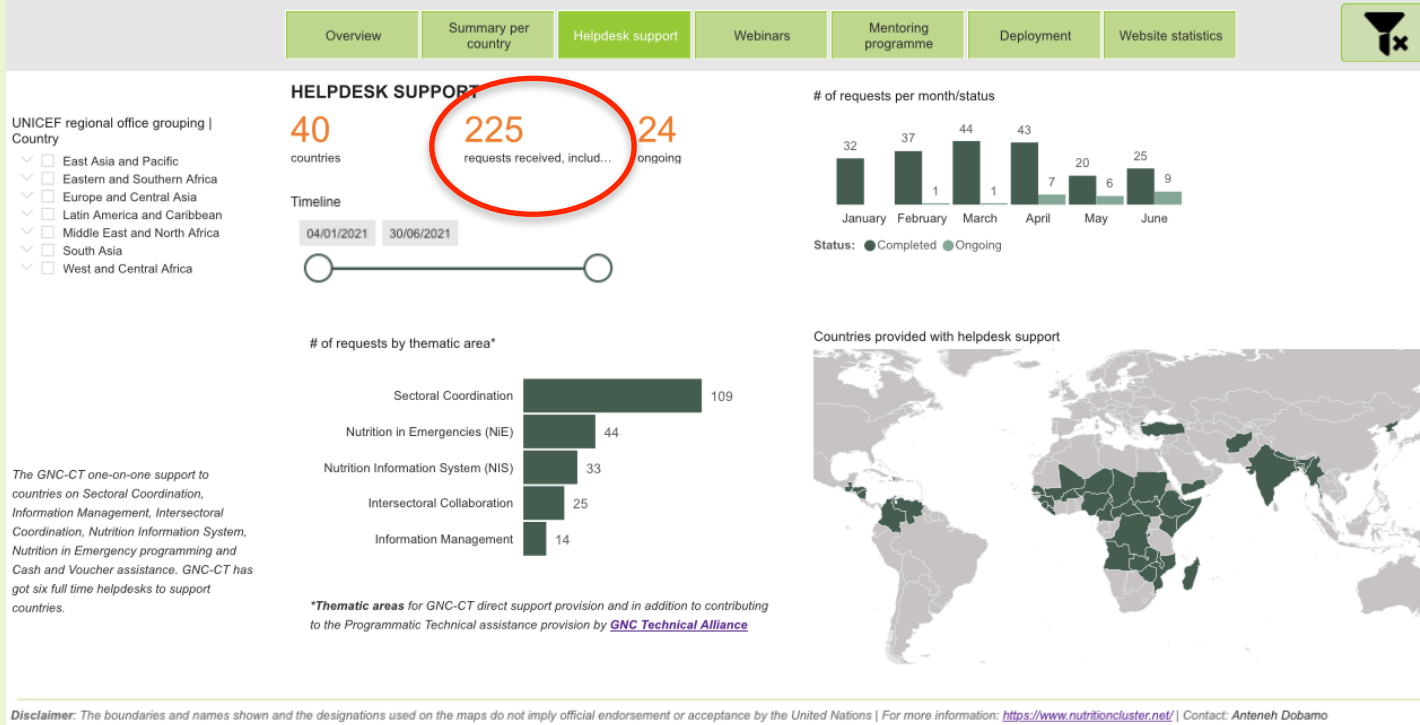 Overview
Summary per
country
Helpdesk support
Webinars
Mentoring
programme
Deployment
Website statistics
UNICEF regional office grouping |
Country
East Asia and Pacific
Eastern and Southern Africa
Europe and Central Asia
Latin America and Caribbean
Middle East and North Africa
South Asia
West and Central Africa
The GNC-CT one-on-one support to
countries on Sectoral Coordination,
Information Management, Intersectoral
Coordination, Nutrition Information System,
Nutrition in Emergency programming and
Cash and Voucher assistance. GNC-CT has
got six full time helpdesks to support
countries.
HELPDESK SUPPORT
40
countries
225
requests received, includ...
24
ongoing
Timeline
04/01/2021 30/06/2021
# of requests per month/status
32
37
1
44
1
43
7
20
6
25
9
January February March April May June
Status: Completed Ongoing
# of requests by thematic area*
Sectoral Coordination 109
Nutrition in Emergencies (NiE) 44
Nutrition Information System (NIS) 33
Intersectoral Collaboration 25
Information Management 14
*Thematic areas for GNC-CT direct support provision and in addition to contributing
to the Programmatic Technical assistance provision by GNC Technical Alliance
Countries provided with helpdesk support
Disclaimer: The boundaries and names shown and the designations used on the maps do not imply official endorsement or acceptance by the United Nations | For more information: https://www.nutritioncluster.net/ | Contact: Anteneh Dobamo